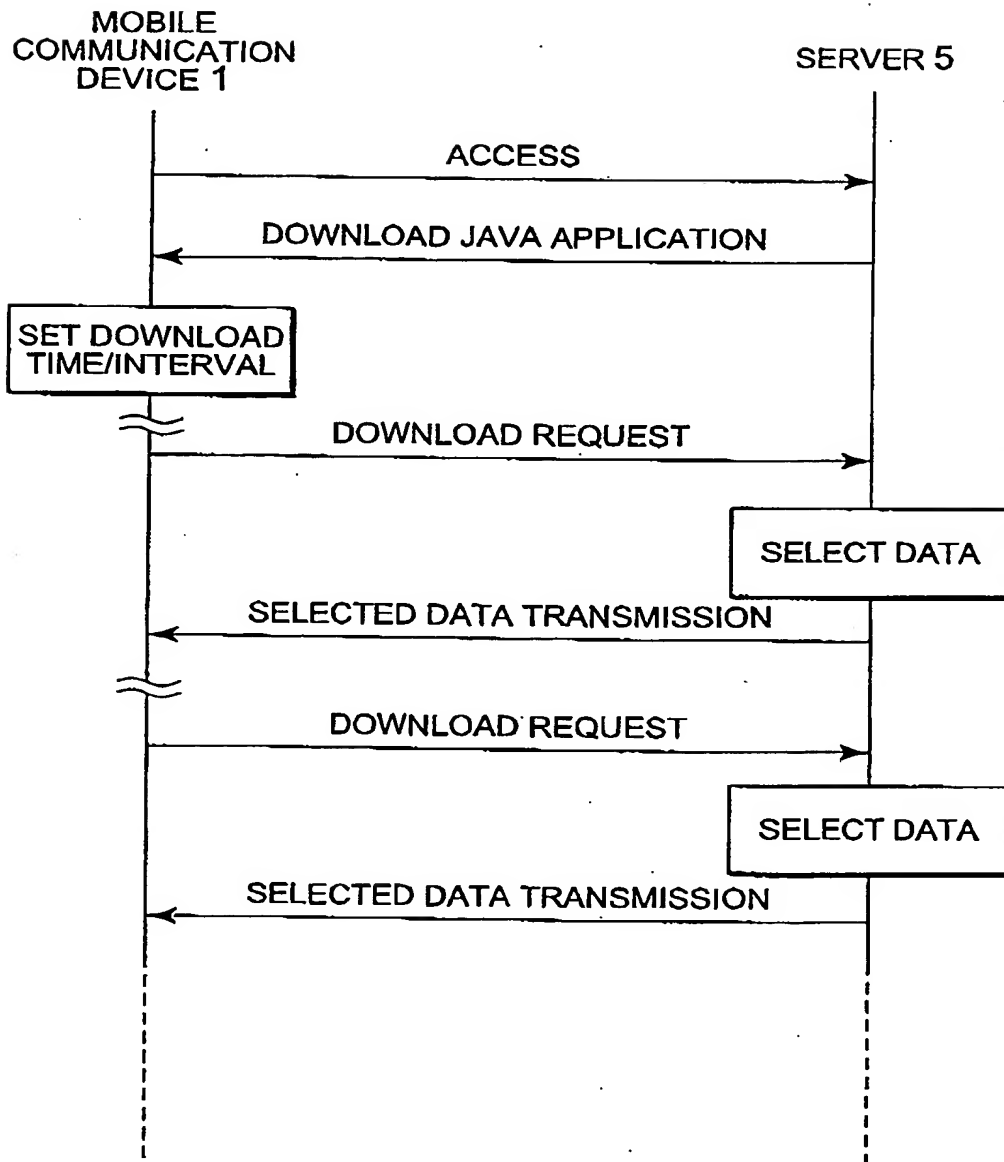 MOBILE
COMMUNICATION
DEVICE 1
SERVER 5
ACCESS
DOWNLOAD JAVA APPLICATION
SET DOWNLOAD
TIME/INTERVAL
DOWNLOAD REQUEST
SELECT DATA
SELECTED DATA TRANSMISSION
DOWNLOAD REQUEST
SELECT DATA
SELECTED DATA TRANSMISSION